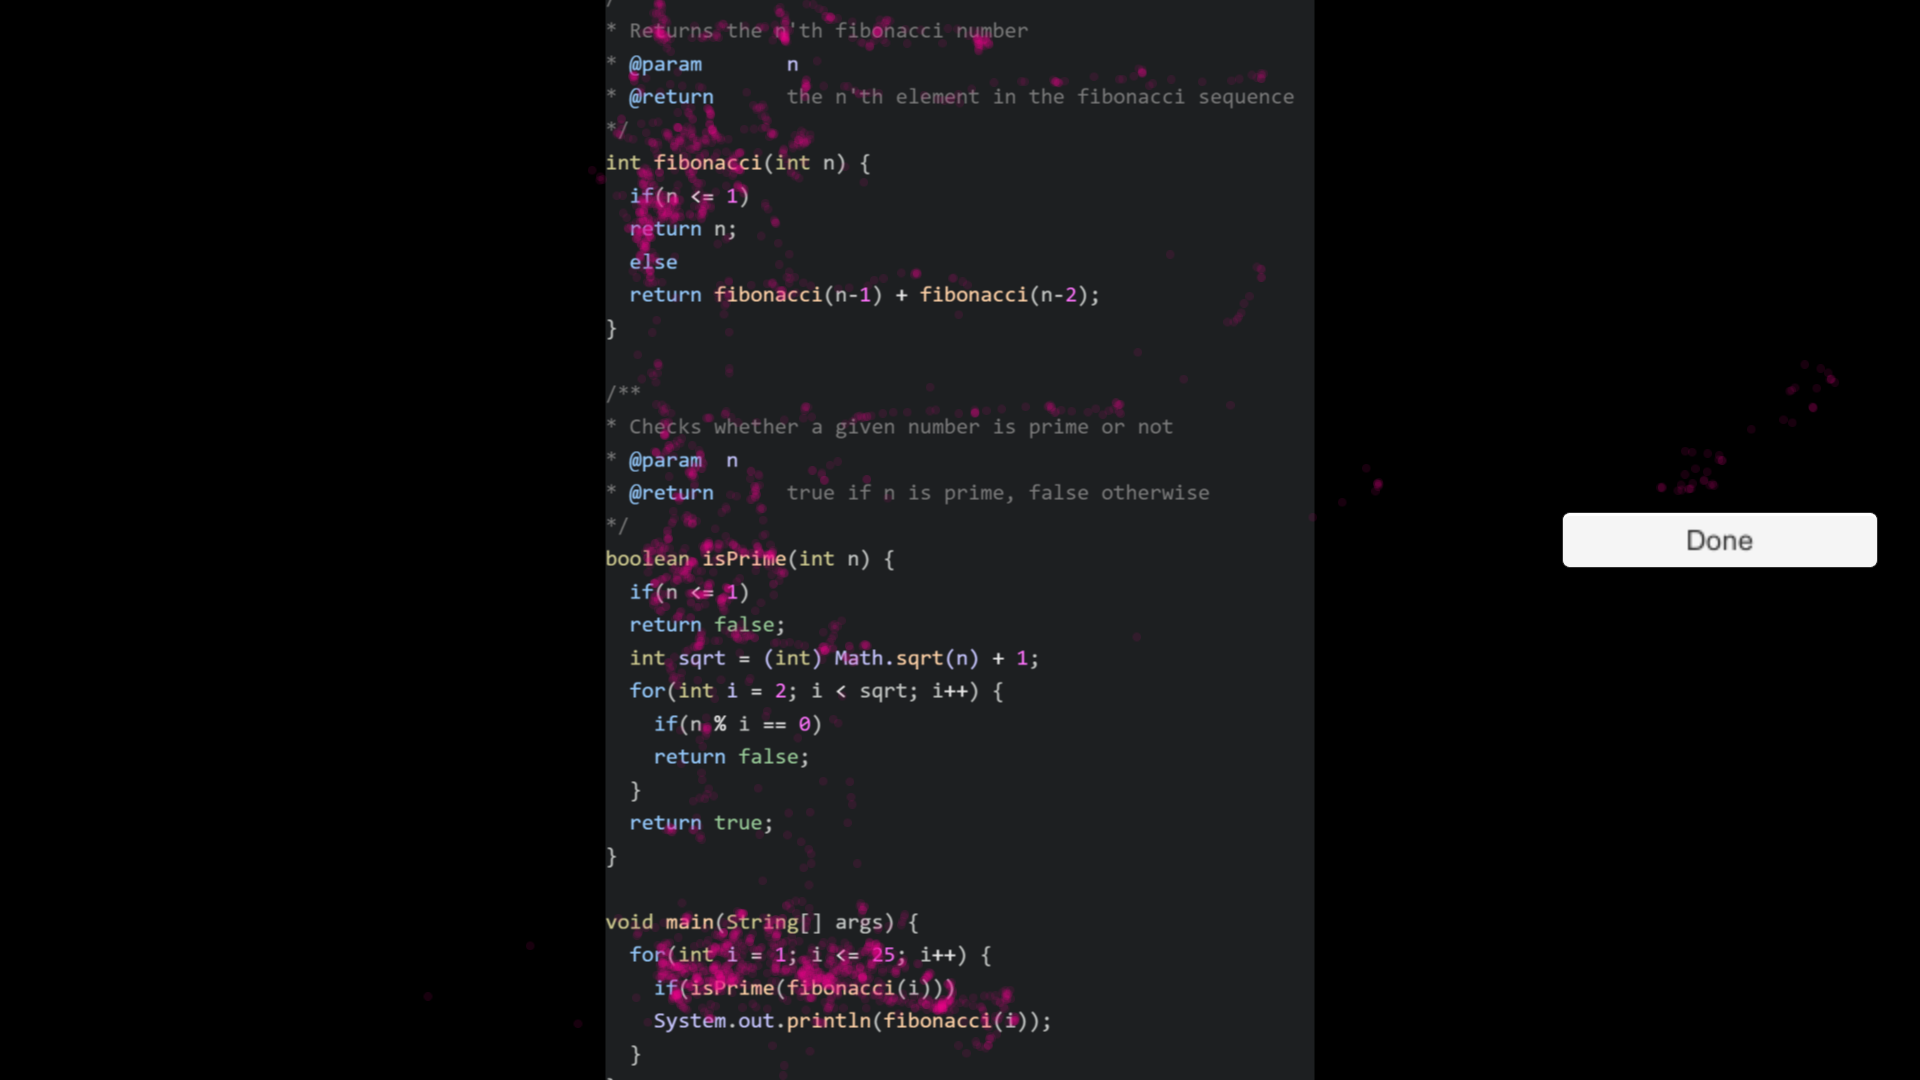 /
* Returns the n'th fibonacci number
* @param n
* @return the n'th element in the fibonacci sequence
*/
int fibonacci(int n) {
if(n <= 1)
return n;
else
return fibonacci(n-1) + fibonacci(n-2);
}
/**
* Checks whether a given number is prime or not
* @param n
* @return true if n is prime, false otherwise
*/
boolean isPrime(int n) {
if(n <= 1)
return false;
int sqrt = (int) Math.sqrt(n) + 1;
for(int i = 2; i < sqrt; i++) {
if(n % i == 0)
return false;
}
return true;
}
void main(String[] args) {
for(int i = 1; i <= 25; i++) {
if(isPrime(fibonacci(i)))
System.out.println(fibonacci(i));
}
Done